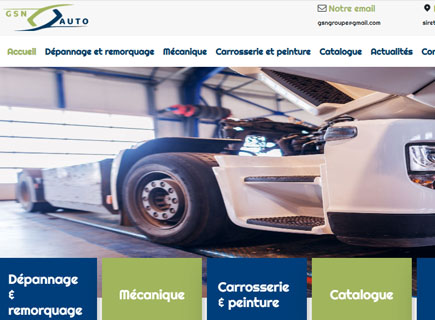 GSN
AUTO
Notre email
gsngroupe@gmail.com
siret
Accueil Dépannage et remorquage Mécanique Carrosserie et peinture Catalogue Actualités Con
Dépannage
&
remorquage
Mécanique
Carrosserie
& peinture
Catalogue